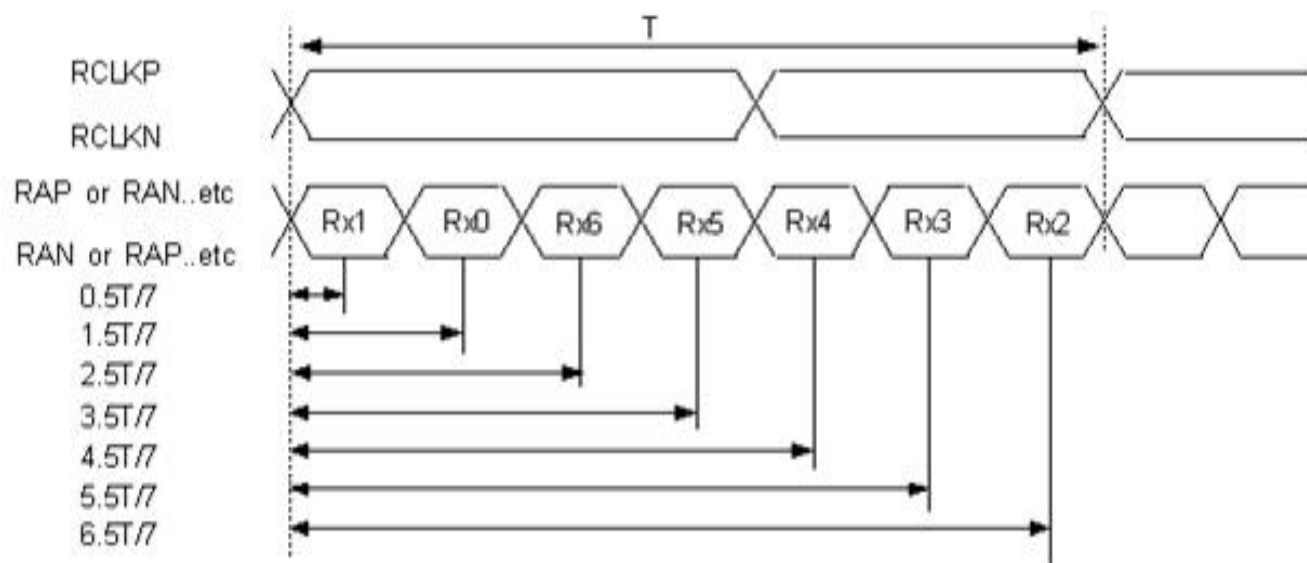 T
RCLKP
RCLKN
RAP or RAN..etc
Rx1 Rx0 Rx6 Rx5 Rx4 Rx3 Rx2
RAN or RAP..etc
0.5T/7
1.5T/7
2.5T/7
3.5T/7
4.5T/7
5.5T/7
6.5T/7